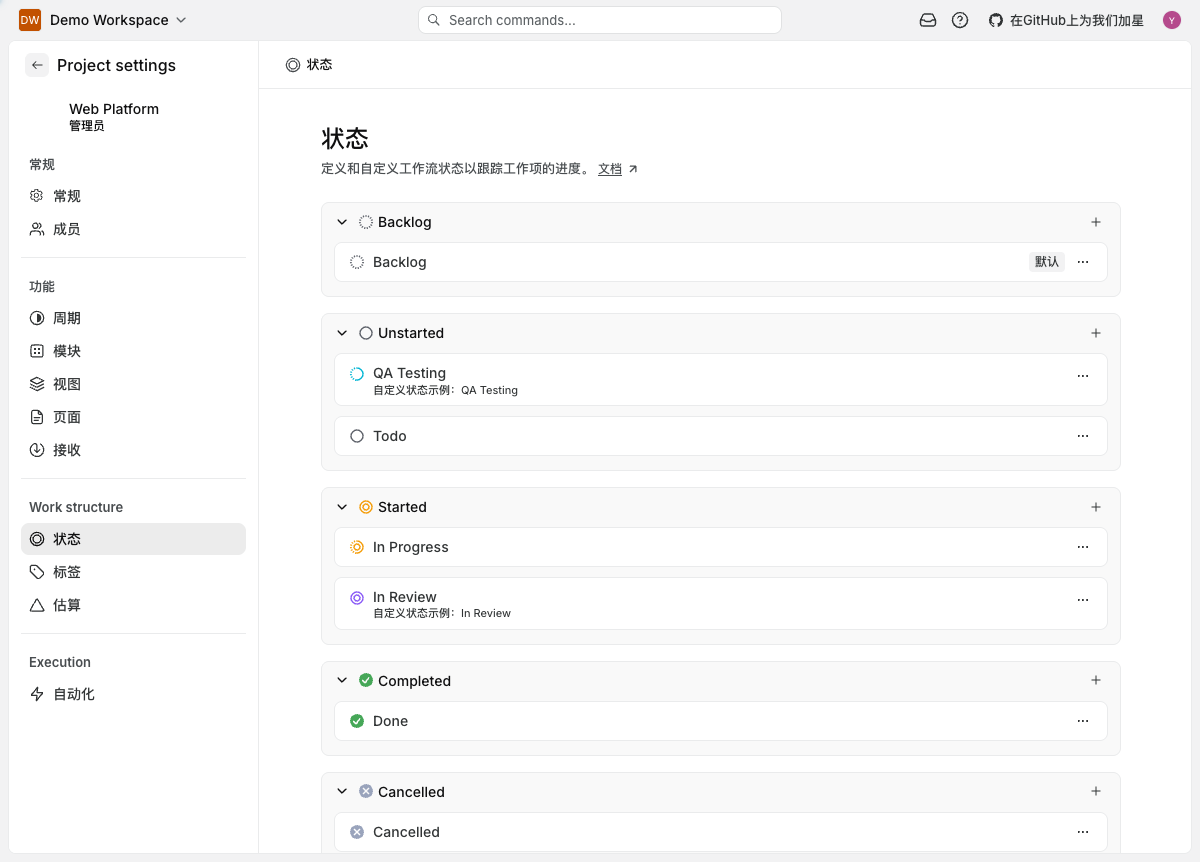 DW Demo Workspace
Search commands...
在GitHub上为我们加星
Y
Project settings
Web Platform
管理员
常规
常规
成员
功能
周期
模块
视图
页面
接收
Work structure
状态
标签
估算
Execution
自动化
状态
状态
定义和自定义工作流状态以跟踪工作项的进度。 文档
Backlog
Backlog
默认
Unstarted
QA Testing
自定义状态示例：QA Testing
Todo
Started
In Progress
In Review
自定义状态示例：In Review
Completed
Done
Cancelled
Cancelled